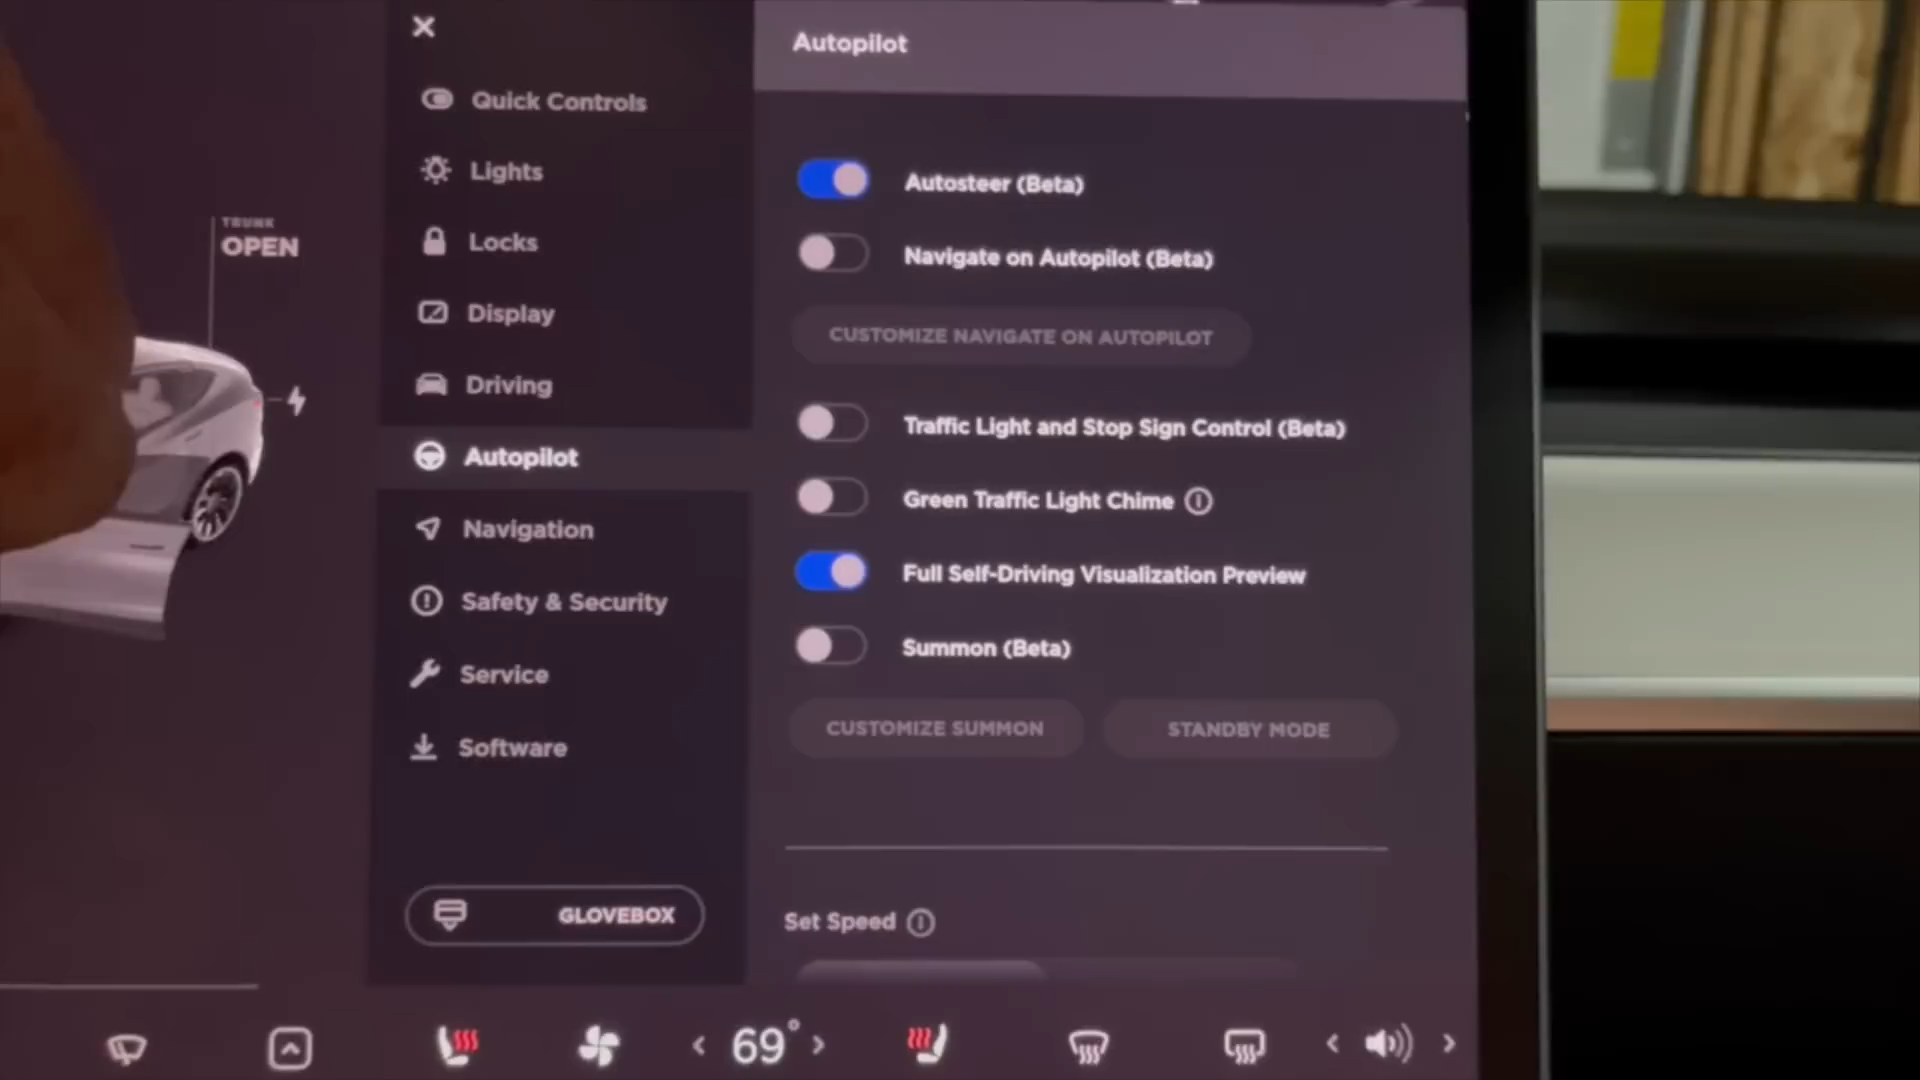 TRUNK
OPEN
Quick Controls
Lights
Locks
Display
Driving
Autopilot
Navigation
Safety & Security
Service
Software
GLOVEBOX
Autopilot
Autosteer (Beta)
Navigate on Autopilot (Beta)
CUSTOMIZE NAVIGATE ON AUTOPILOT
Traffic Light and Stop Sign Control (Beta)
Green Traffic Light Chime
Full Self-Driving Visualization Preview
Summon (Beta)
CUSTOMIZE SUMMON
STANDBY MODE
Set Speed
69°